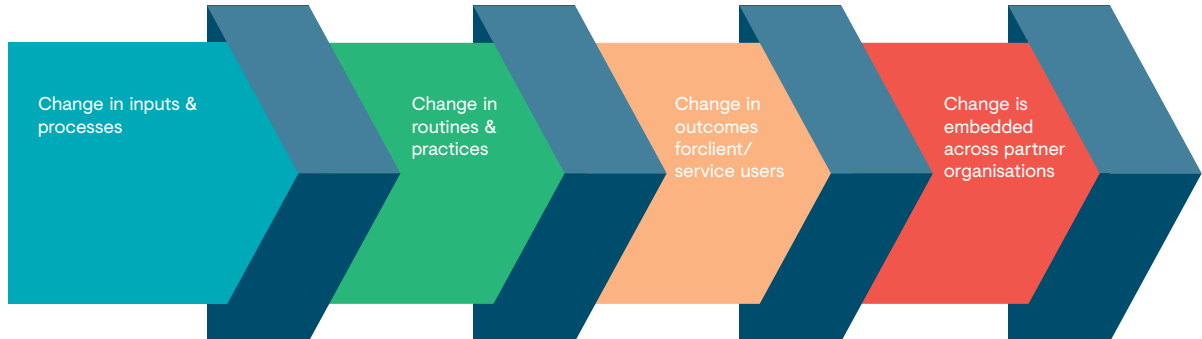 Change in inputs &
processes
Change in
routines &
practices
Change in
outcomes
forclient/
service users
Change is
embedded
across partner
organisations